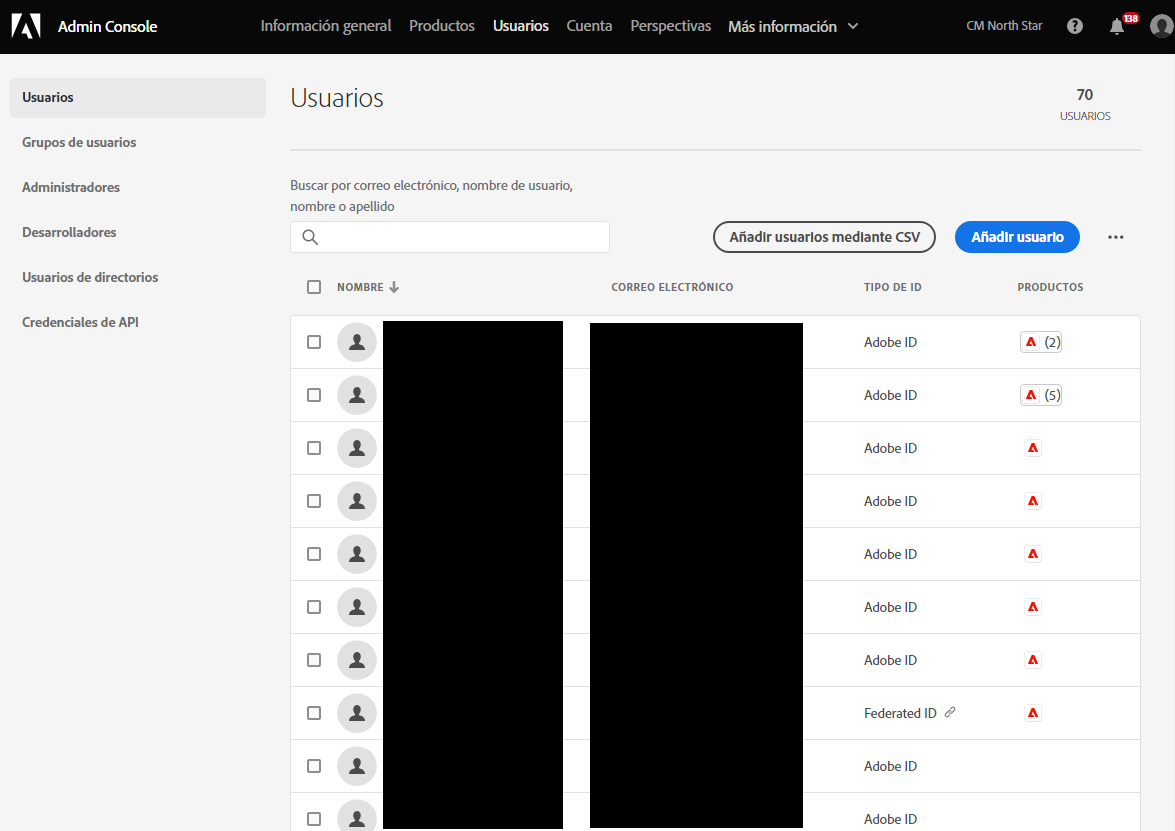 Admin Console
Información general
Productos
Usuarios
Cuenta
Perspectivas
Más información
CM North Star
138
Usuarios
Grupos de usuarios
Administradores
Desarrolladores
Usuarios de directorios
Credenciales de API
Usuarios
70
USUARIOS
Buscar por correo electrónico, nombre de usuario,
nombre o apellido
Añadir usuarios mediante CSV
Añadir usuario
NOMBRE
CORREO ELECTRÓNICO
TIPO DE ID
PRODUCTOS
Adobe ID
(2)
Adobe ID
(5)
Adobe ID
Adobe ID
Adobe ID
Adobe ID
Adobe ID
Federated ID
Adobe ID
Adobe ID